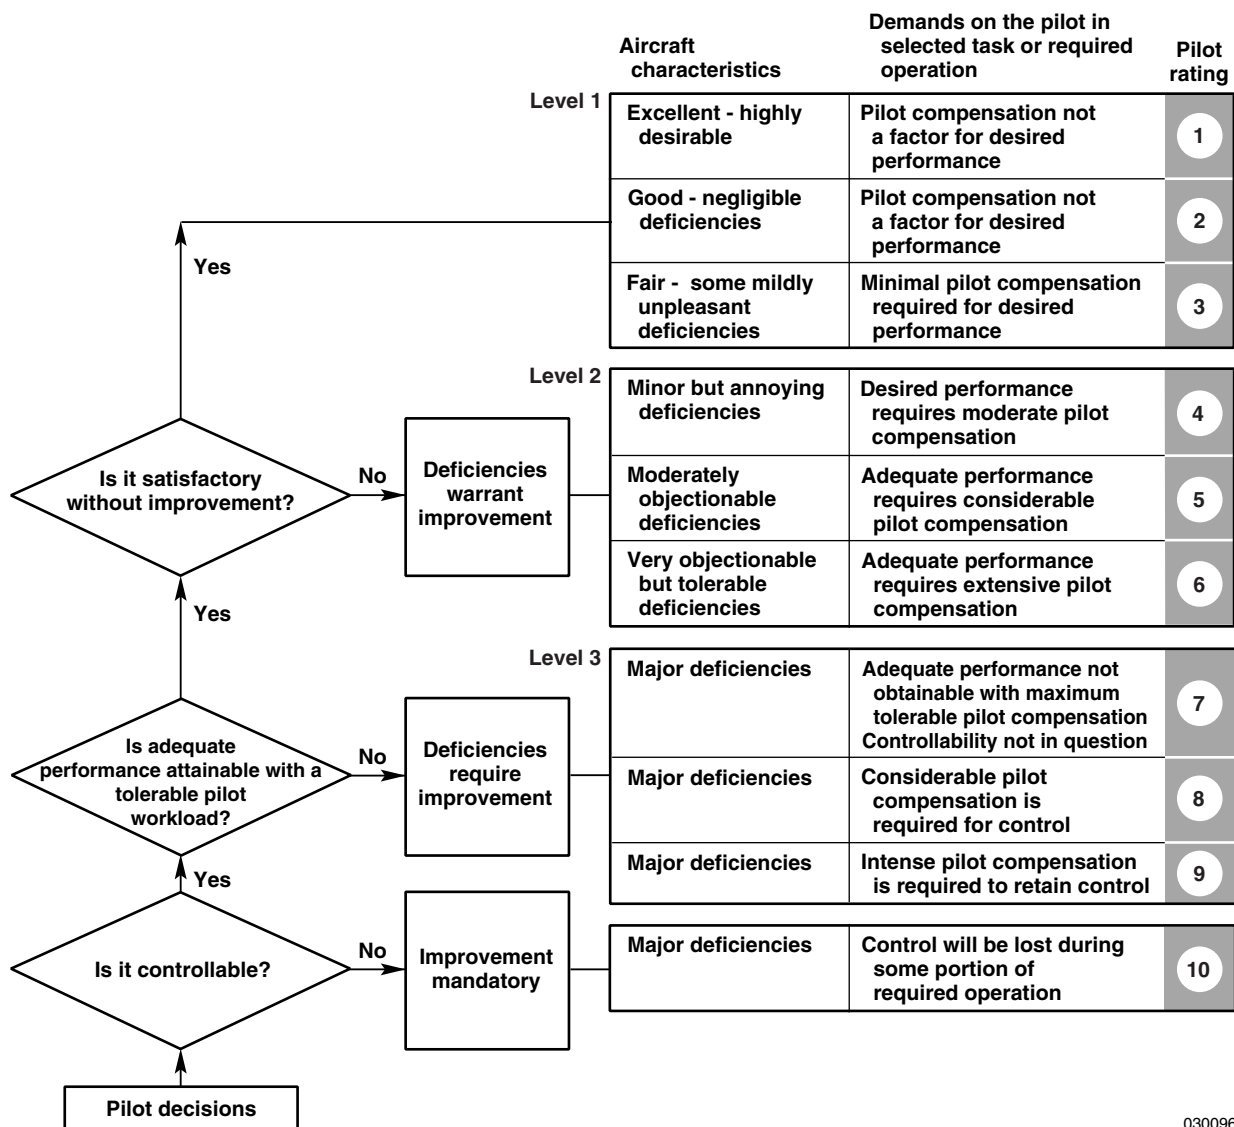 Aircraft
characteristics
Demands on the pilot in
selected task or required
operation
Pilot
rating
Level 1
Excellent - highly
desirable
Pilot compensation not
a factor for desired
performance
1
Good - negligible
deficiencies
Pilot compensation not
a factor for desired
performance
2
Yes
Fair - some mildly
unpleasant
deficiencies
Minimal pilot compensation
required for desired
performance
3
Level 2
Minor but annoying
deficiencies
Desired performance
requires moderate pilot
compensation
4
Is it satisfactory
without improvement?
No
Deficiencies
warrant
improvement
Moderately
objectionable
deficiencies
Adequate performance
requires considerable
pilot compensation
5
Very objectionable
but tolerable
deficiencies
Adequate performance
requires extensive pilot
compensation
6
Yes
Level 3
Major deficiencies
Adequate performance not
obtainable with maximum
tolerable pilot compensation
Controllability not in question
7
Is adequate
performance attainable with a
tolerable pilot
workload?
No
Deficiencies
require
improvement
Major deficiencies
Considerable pilot
compensation is
required for control
8
Major deficiencies
Intense pilot compensation
is required to retain control
9
Yes
Is it controllable?
No
Improvement
mandatory
Major deficiencies
Control will be lost during
some portion of
required operation
10
Pilot decisions
030096